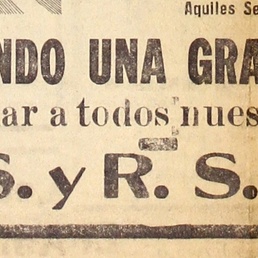 Aquiles Se
NDO UNA GRA
ar a todos nues
S. y R. S.